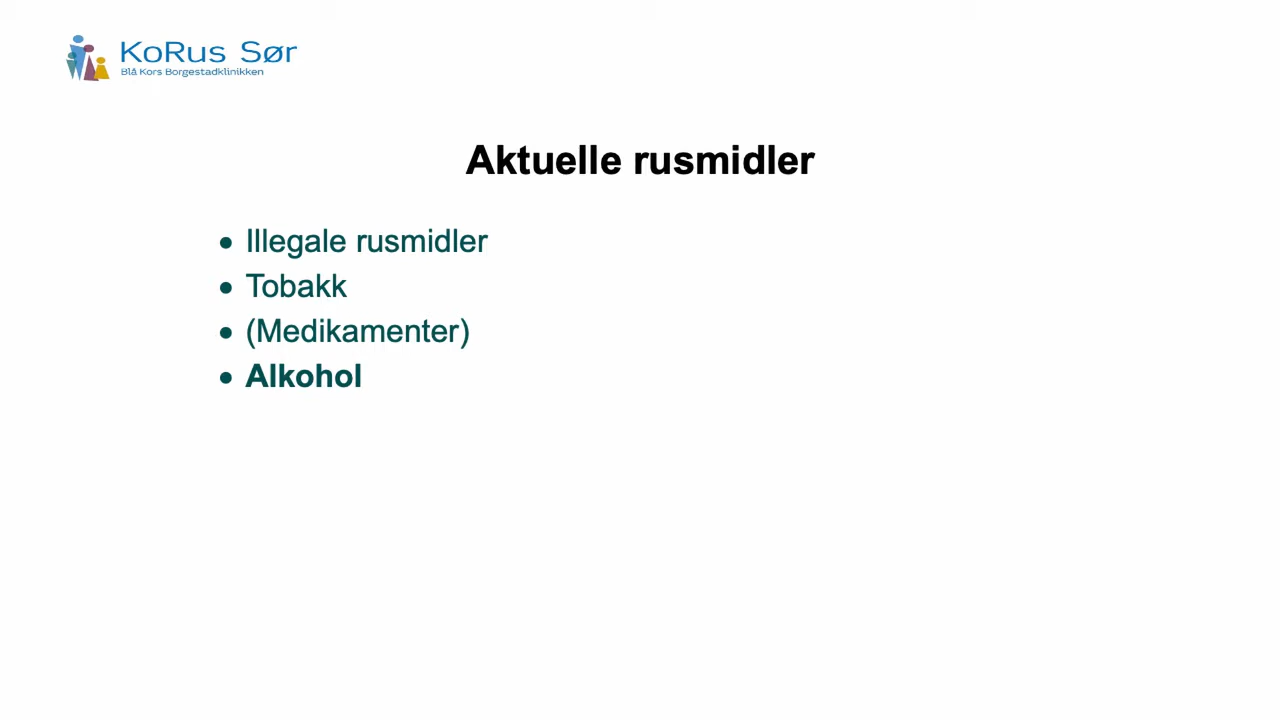 KoRus Sør
Blå Kors Borgestadklinikken
Aktuelle rusmidler
• Illegale rusmidler
• Tobakk
• (Medikamenter)
• Alkohol